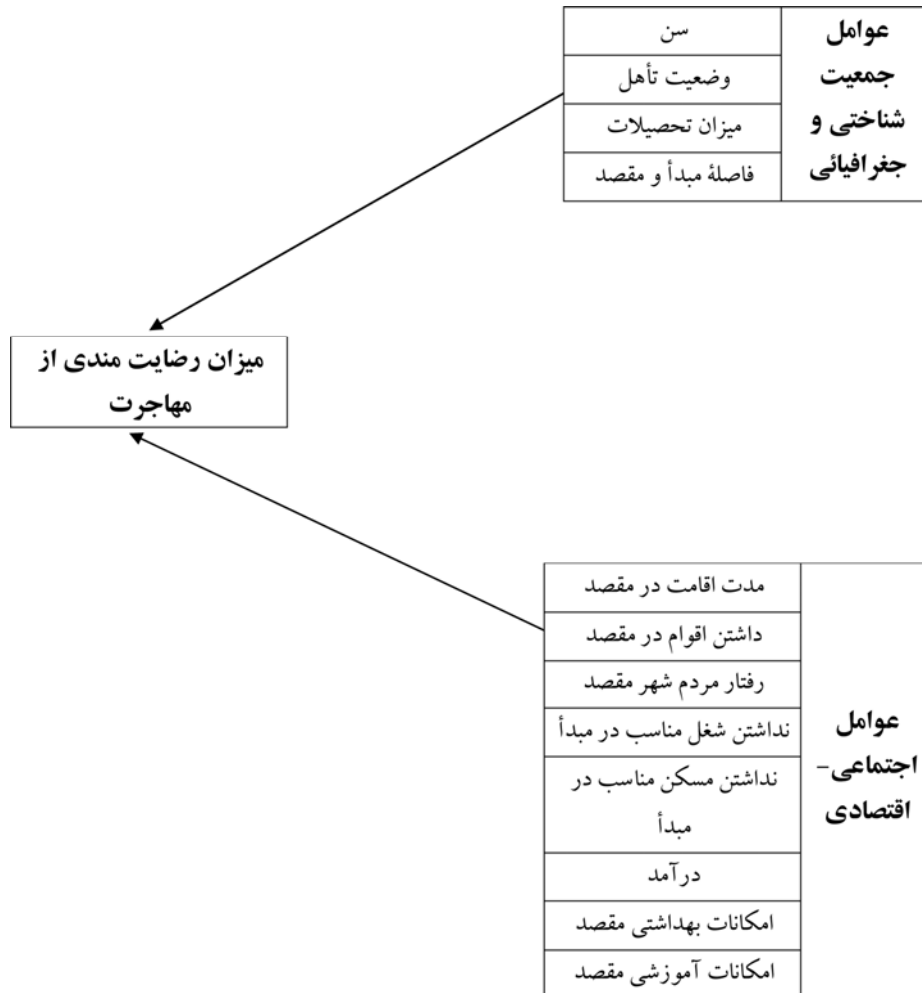 عوامل
جمعیت
شناختی و
جغرافیائی
سن
وضعیت تأهل
میزان تحصیلات
فاصلهٔ مبدأ و مقصد
میزان رضایت مندی از
مهاجرت
عوامل
اجتماعی-
اقتصادی
مدت اقامت در مقصد
داشتن اقوام در مقصد
رفتار مردم شهر مقصد
نداشتن شغل مناسب در مبدأ
نداشتن مسکن مناسب در
مبدأ
درآمد
امکانات بهداشتی مقصد
امکانات آموزشی مقصد